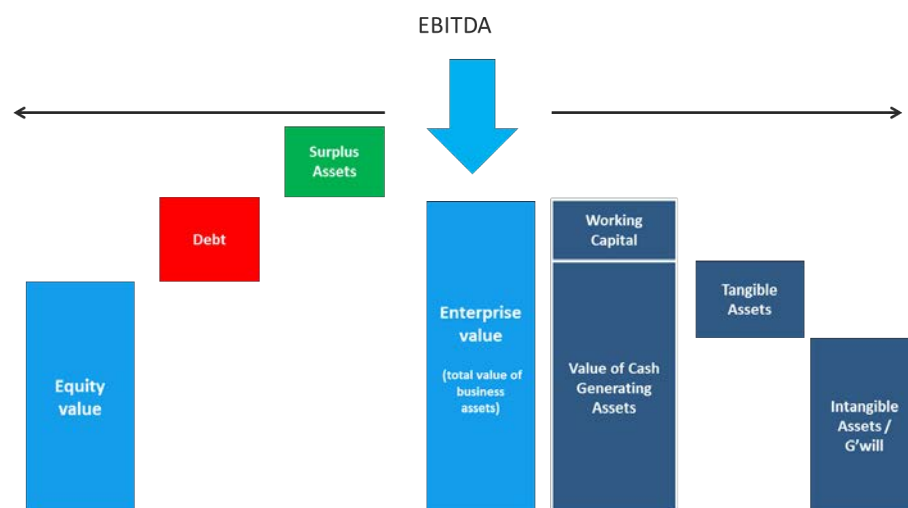 EBITDA
Surplus
Assets
Debt
Equity
value
Enterprise
value
(total value of
business
assets)
Working
Capital
Value of Cash
Generating
Assets
Tangible
Assets
Intangible
Assets /
G'will